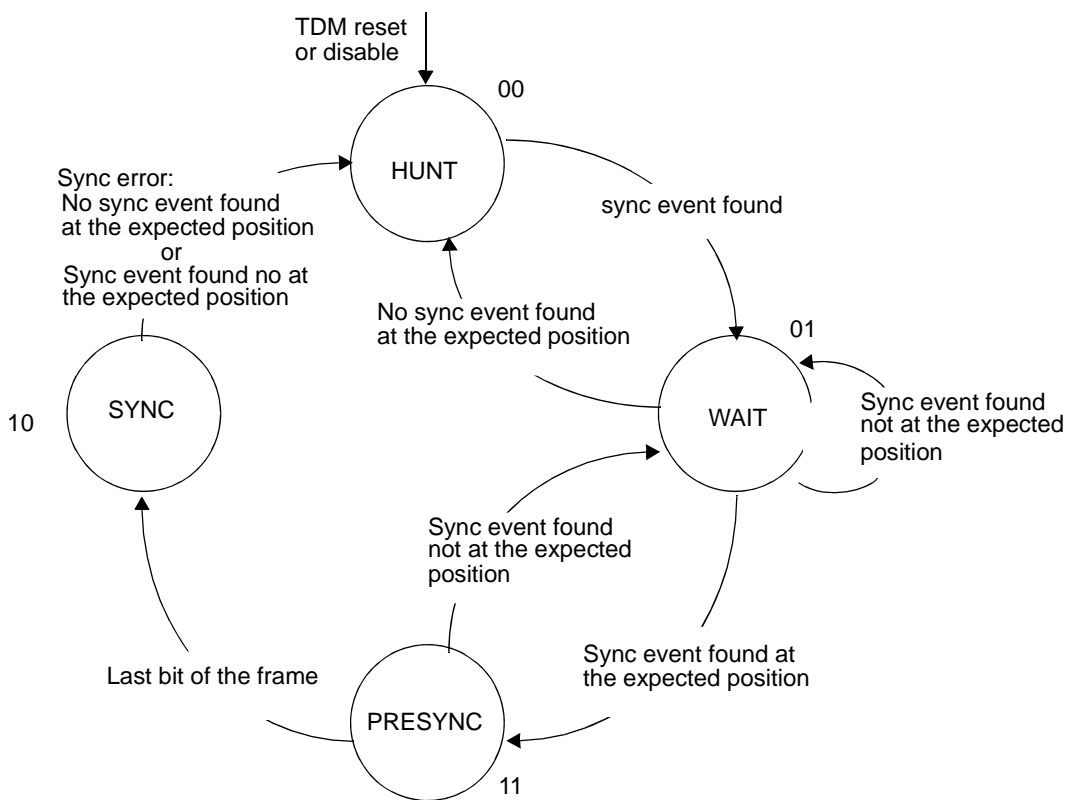 TDM reset
or disable
00
HUNT
Sync error:
No sync event found
at the expected position
or
Sync event found no at
the expected position
sync event found
No sync event found
at the expected position
01
10
SYNC
WAIT
Sync event found
not at the expected
position
Sync event found
not at the expected
position
Last bit of the frame
Sync event found at
the expected position
PRESYNC
11